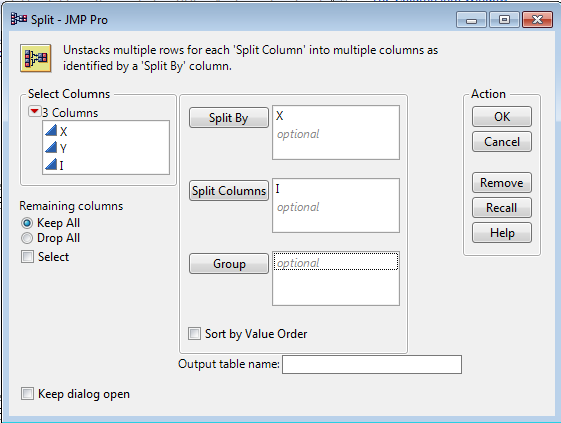 Split - JMP Pro
Unstacks multiple rows for each 'Split Column' into multiple columns as
identified by a 'Split By' column.
Select Columns
3 Columns
X
Y
I
Remaining columns
Keep All
Drop All
Select
Split By
X
optional
Split Columns
I
optional
Group
optional
Sort by Value Order
Output table name:
Keep dialog open
Action
OK
Cancel
Remove
Recall
Help